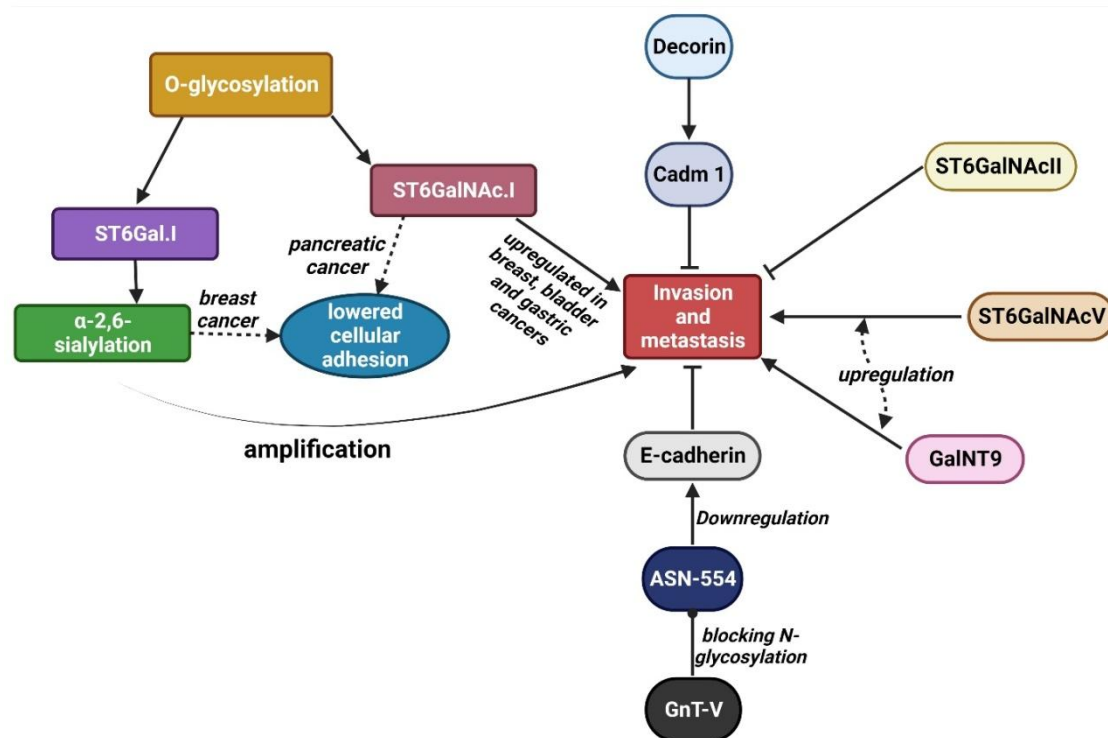 Decorin
O-glycosylation
Cadm 1
ST6GalNAcII
ST6GalNAc.I
ST6Gal.I
pancreatic
cancer
upregulated in
breast, bladder
and gastric
cancers
Invasion
and
metastasis
ST6GalNAcV
α-2,6-
sialylation
breast
cancer
lowered
cellular
adhesion
upregulation
amplification
E-cadherin
GalNT9
Downregulation
ASN-554
blocking N-
glycosylation
GnT-V